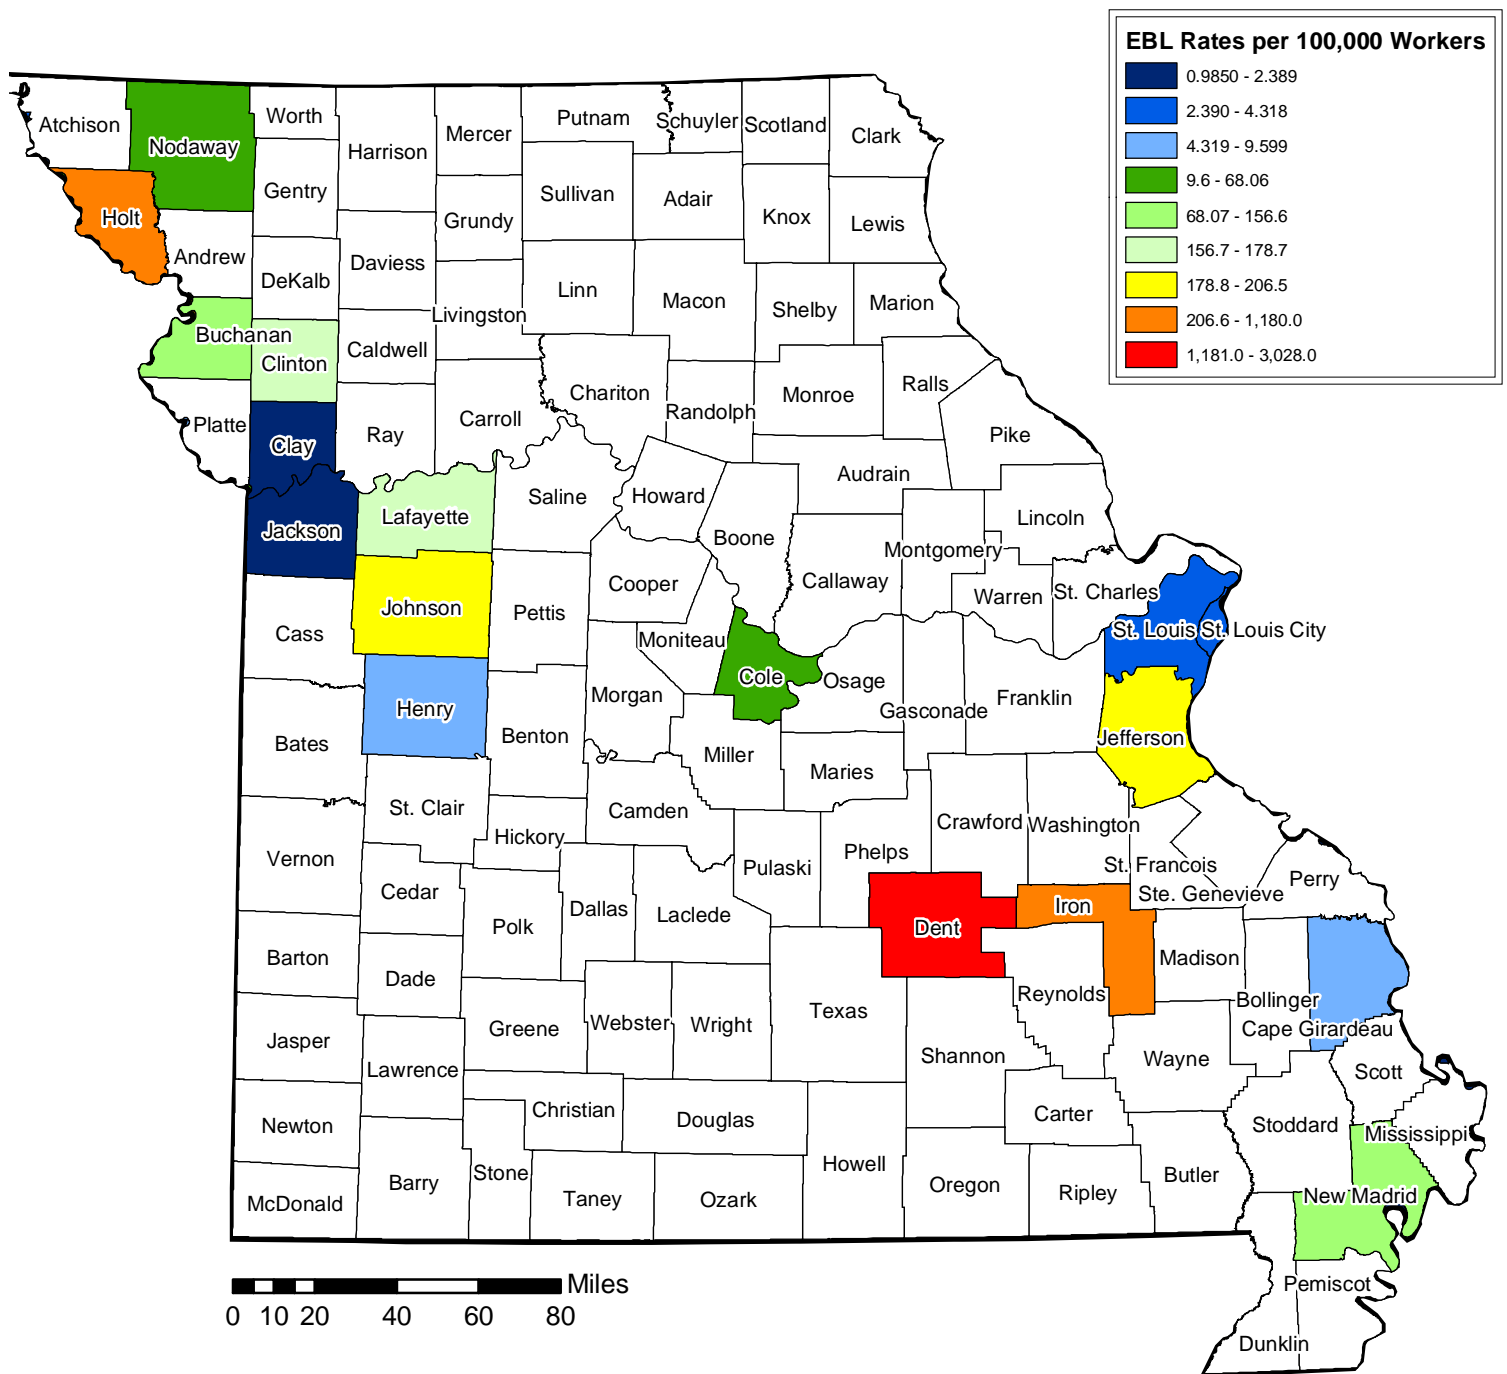 EBL Rates per 100,000 Workers
0.9850 - 2.389
2.390 - 4.318
4.319 - 9.599
9.6 - 68.06
68.07 - 156.6
156.7 - 178.7
178.8 - 206.5
206.6 - 1,180.0
1,181.0 - 3,028.0
Atchison
Nodaway
Worth
Harrison
Mercer
Putnam
Schuyler
Scotland
Clark
Holt
Gentry
Sullivan
Adair
Knox
Lewis
Andrew
DeKalb
Daviess
Grundy
Linn
Macon
Shelby
Marion
Buchanan
Clinton
Caldwell
Livingston
Chariton
Randolph
Monroe
Ralls
Platte
Clay
Ray
Carroll
Pike
Audrain
Jackson
Lafayette
Saline
Howard
Boone
Lincoln
Montgomery
Callaway
Cooper
Warren
St. Charles
Cass
Johnson
Pettis
Moniteau
St. Louis
St. Louis City
Henry
Morgan
Cole
Osage
Gasconade
Franklin
Jefferson
Bates
Benton
Miller
Maries
St. Clair
Camden
Crawford
Washington
Hickory
Vernon
Phelps
Pulaski
St. Francois
Ste. Genevieve
Perry
Cedar
Polk
Dallas
Laclede
Dent
Iron
Madison
Barton
Dade
Reynolds
Bollinger
Cape Girardeau
Jasper
Greene
Webster
Wright
Texas
Shannon
Wayne
Scott
Lawrence
Christian
Douglas
Carter
Stoddard
Mississippi
Newton
Stone
Howell
Oregon
Ripley
Butler
New Madrid
McDonald
Barry
Taney
Ozark
Pemiscot
Dunklin
Miles
0 10 20 40 60 80